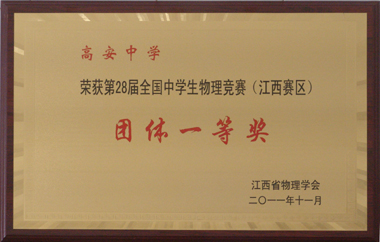 高安中学
荣获第28届全国中学生物理竞赛（江西赛区）
团体一等奖
江西省物理学会
二〇一一年十一月